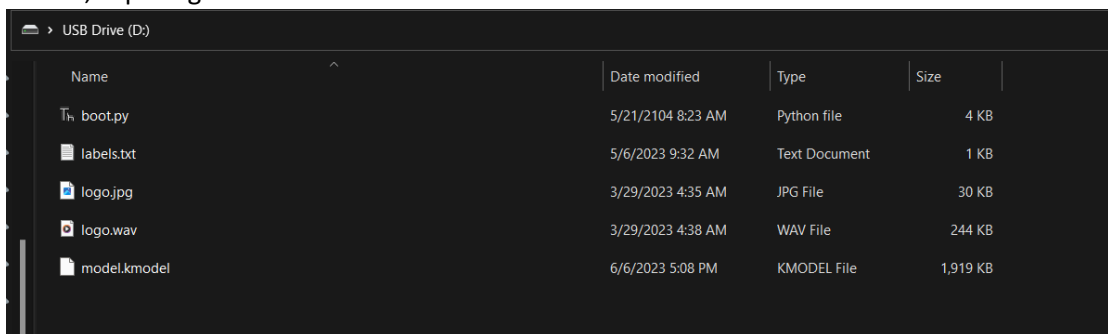 USB Drive (D:)
Name Date modified Type Size
boot.py 5/21/2104 8:23 AM Python file 4 KB
labels.txt 5/6/2023 9:32 AM Text Document 1 KB
logo.jpg 3/29/2023 4:35 AM JPG File 30 KB
logo.wav 3/29/2023 4:38 AM WAV File 244 KB
model.kmodel 6/6/2023 5:08 PM KMODEL File 1,919 KB